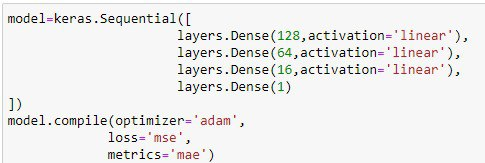 model=keras.Sequential([
layers.Dense(128,activation='linear'),
layers.Dense(64,activation='linear'),
layers.Dense(16,activation='linear'),
layers.Dense(1)
])
model.compile(optimizer='adam',
loss='mse',
metrics='mae')